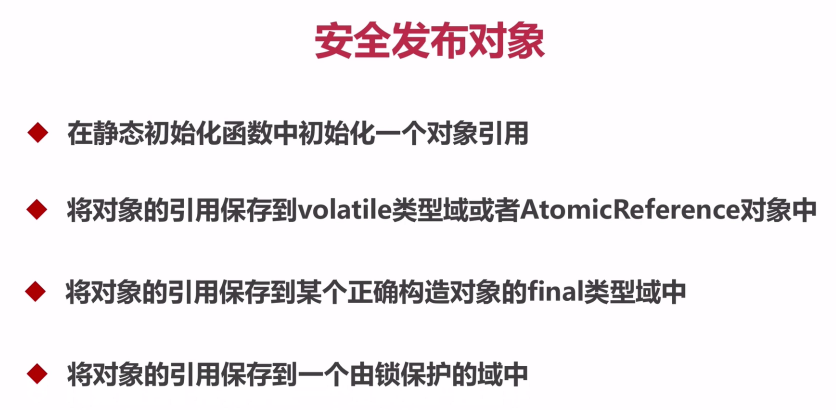 安全发布对象
在静态初始化函数中初始化一个对象引用
将对象的引用保存到volatile类型域或者AtomicReference对象中
将对象的引用保存到某个正确构造对象的final类型域中
将对象的引用保存到一个由锁保护的域中